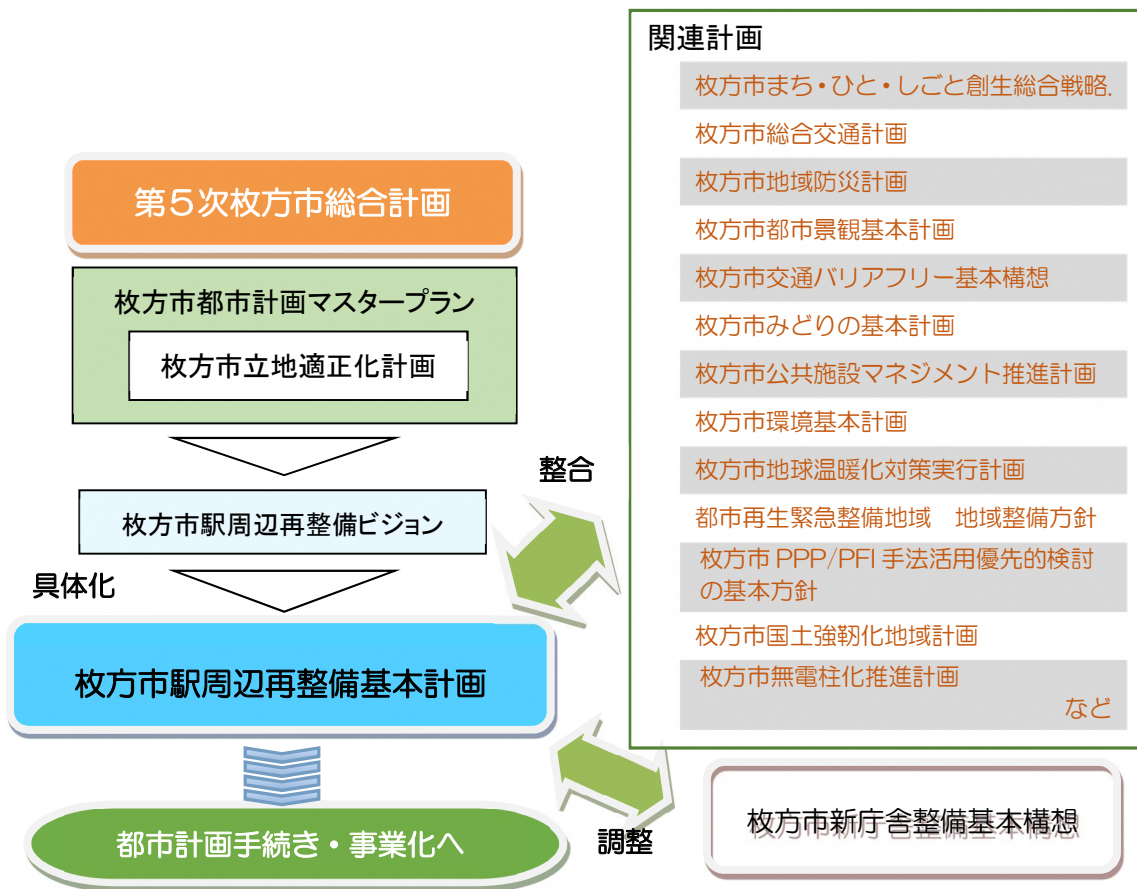 第5次枚方市総合計画
枚方市都市計画マスタープラン
枚方市立地適正化計画
枚方市駅周辺再整備ビジョン
具体化
枚方市駅周辺再整備基本計画
都市計画手続き・事業化へ
整合
調整
関連計画
枚方市まち・ひと・しごと創生総合戦略.
枚方市総合交通計画
枚方市地域防災計画
枚方市都市景観基本計画
枚方市交通バリアフリー基本構想
枚方市みどりの基本計画
枚方市公共施設マネジメント推進計画
枚方市環境基本計画
枚方市地球温暖化対策実行計画
都市再生緊急整備地域　地域整備方針
枚方市 PPP/PFI 手法活用優先的検討
の基本方針
枚方市国土強靭化地域計画
枚方市無電柱化推進計画
など
枚方市新庁舎整備基本構想